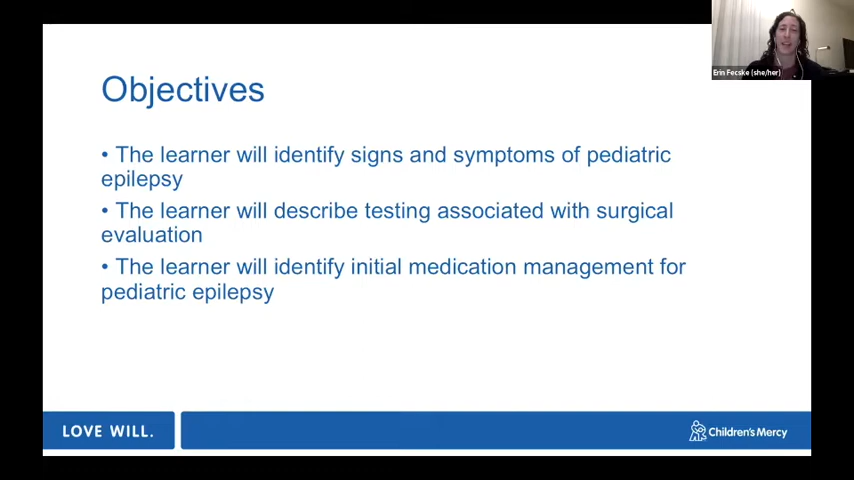 Erin Fecske (she/her)
Objectives
• The learner will identify signs and symptoms of pediatric
epilepsy
• The learner will describe testing associated with surgical
evaluation
• The learner will identify initial medication management for
pediatric epilepsy
LOVE WILL.
Children's Mercy